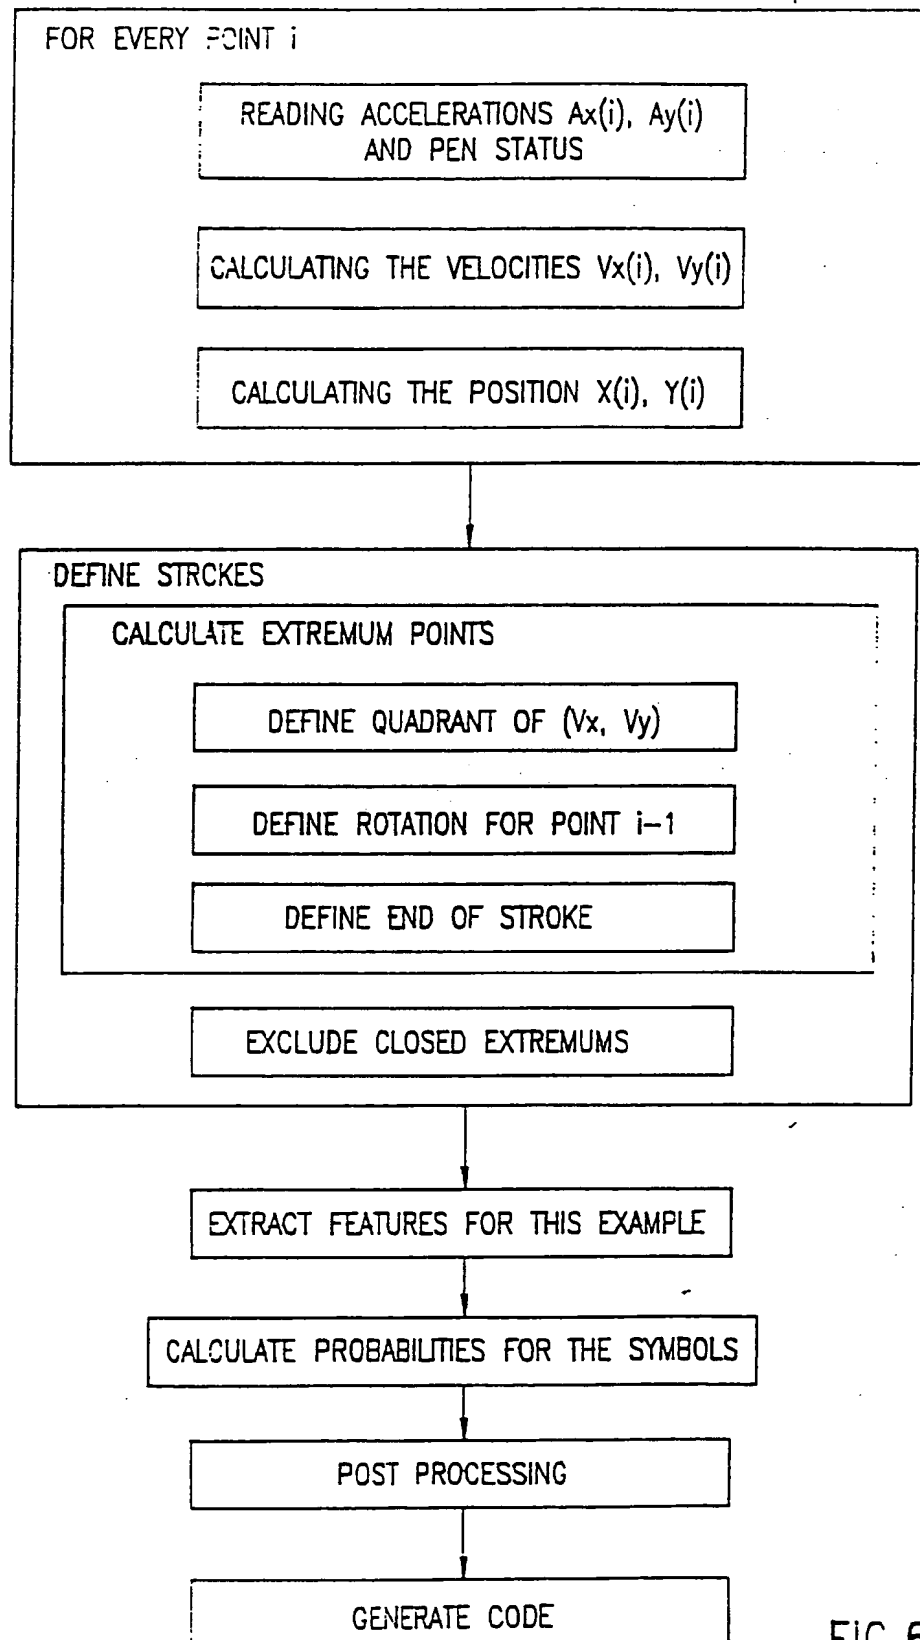 FOR EVERY POINT i
READING ACCELERATIONS Ax(i), Ay(i)
AND PEN STATUS
CALCULATING THE VELOCITIES Vx(i), Vy(i)
CALCULATING THE POSITION X(i), Y(i)
DEFINE STROKES
CALCULATE EXTREMUM POINTS
DEFINE QUADRANT OF (Vx, Vy)
DEFINE ROTATION FOR POINT i-1
DEFINE END OF STROKE
EXCLUDE CLOSED EXTREMUMS
EXTRACT FEATURES FOR THIS EXAMPLE
CALCULATE PROBABILITIES FOR THE SYMBOLS
POST PROCESSING
GENERATE CODE
FIG 6